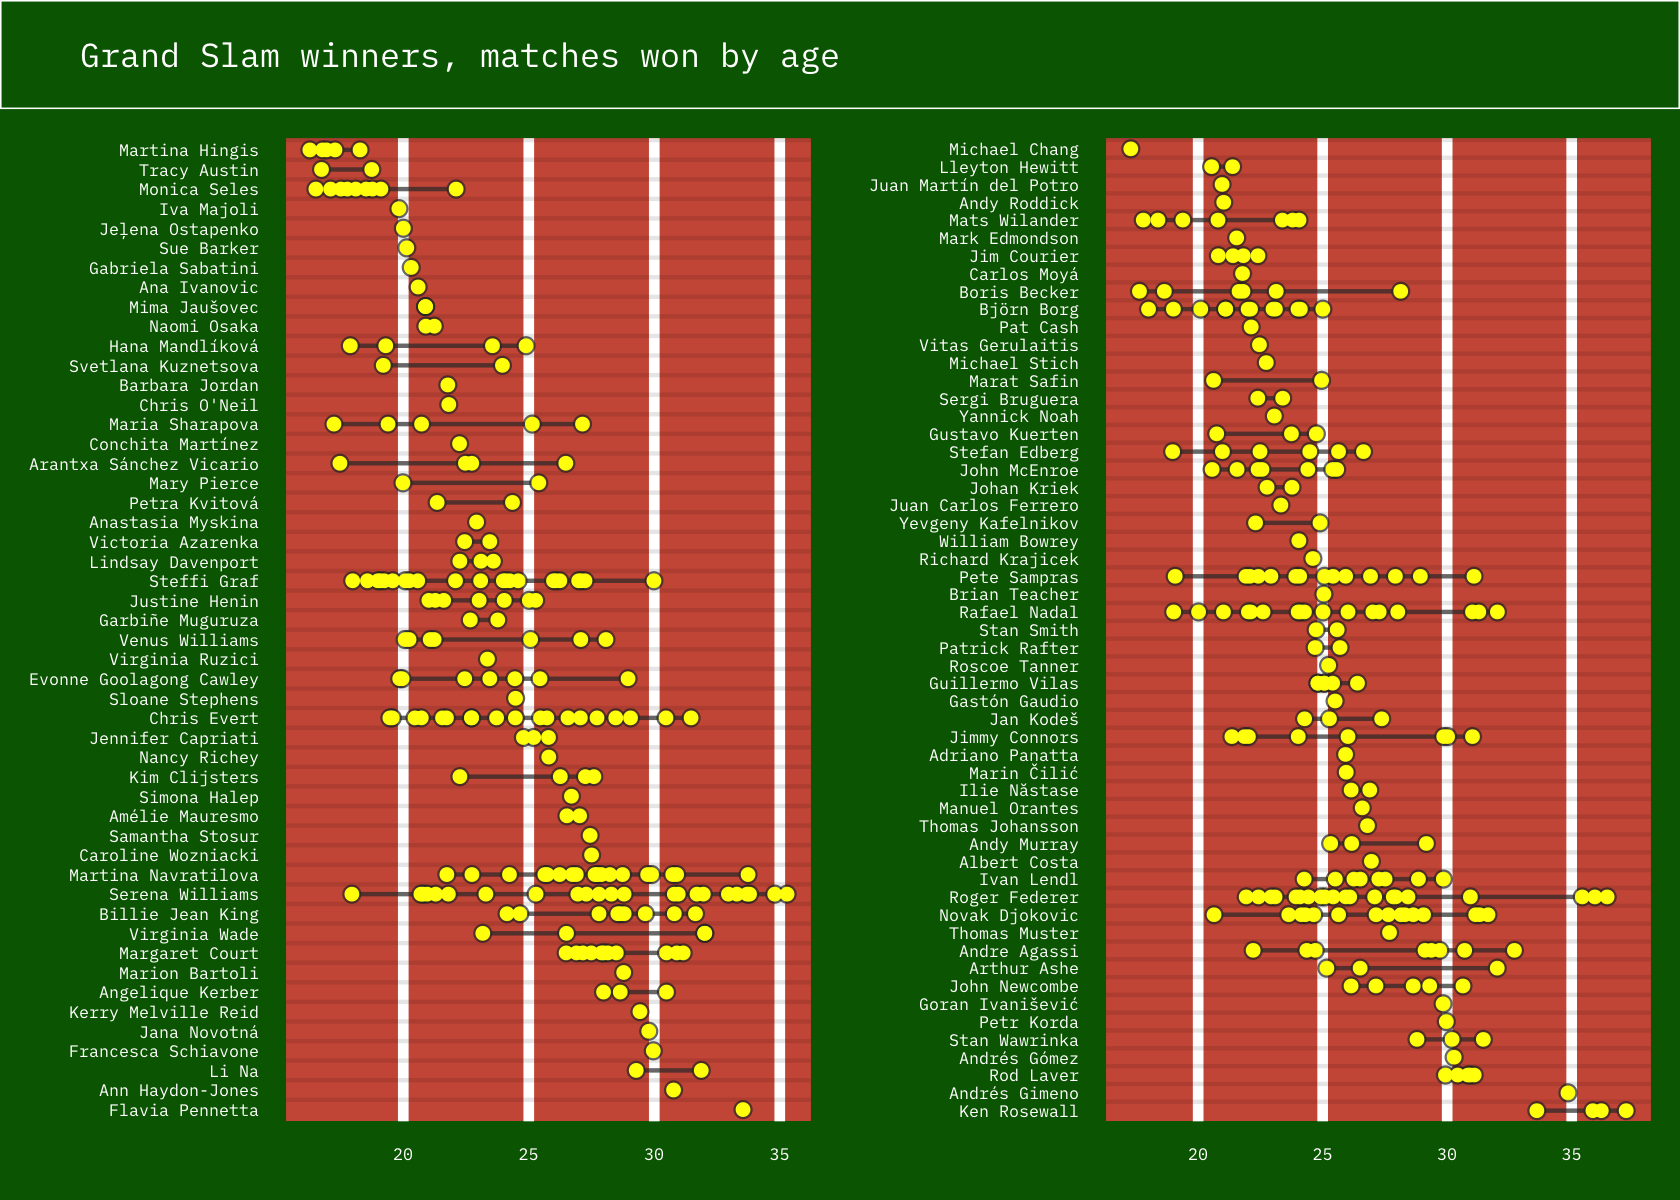 Grand Slam winners, matches won by age
Martina Hingis
Tracy Austin
Monica Seles
Iva Majoli
Jeļena Ostapenko
Sue Barker
Gabriela Sabatini
Ana Ivanovic
Mima Jaušovec
Naomi Osaka
Hana Mandlíková
Svetlana Kuznetsova
Barbara Jordan
Chris O'Neil
Maria Sharapova
Conchita Martínez
Arantxa Sánchez Vicario
Mary Pierce
Petra Kvitová
Anastasia Myskina
Victoria Azarenka
Lindsay Davenport
Steffi Graf
Justine Henin
Garbiñe Muguruza
Venus Williams
Virginia Ruzici
Evonne Goolagong Cawley
Sloane Stephens
Chris Evert
Jennifer Capriati
Nancy Richey
Kim Clijsters
Simona Halep
Amélie Mauresmo
Samantha Stosur
Caroline Wozniacki
Martina Navratilova
Serena Williams
Billie Jean King
Virginia Wade
Margaret Court
Marion Bartoli
Angelique Kerber
Kerry Melville Reid
Jana Novotná
Francesca Schiavone
Li Na
Ann Haydon-Jones
Flavia Pennetta
20 25 30 35
Michael Chang
Lleyton Hewitt
Juan Martín del Potro
Andy Roddick
Mats Wilander
Mark Edmondson
Jim Courier
Carlos Moyá
Boris Becker
Björn Borg
Pat Cash
Vitas Gerulaitis
Michael Stich
Marat Safin
Sergi Bruguera
Yannick Noah
Gustavo Kuerten
Stefan Edberg
John McEnroe
Johan Kriek
Juan Carlos Ferrero
Yevgeny Kafelnikov
William Bowrey
Richard Krajicek
Pete Sampras
Brian Teacher
Rafael Nadal
Stan Smith
Patrick Rafter
Roscoe Tanner
Guillermo Vilas
Gastón Gaudio
Jan Kodeš
Jimmy Connors
Adriano Panatta
Marin Čilić
Ilie Năstase
Manuel Orantes
Thomas Johansson
Andy Murray
Albert Costa
Ivan Lendl
Roger Federer
Novak Djokovic
Thomas Muster
Andre Agassi
Arthur Ashe
John Newcombe
Goran Ivanišević
Petr Korda
Stan Wawrinka
Andrés Gómez
Rod Laver
Andrés Gimeno
Ken Rosewall
20 25 30 35